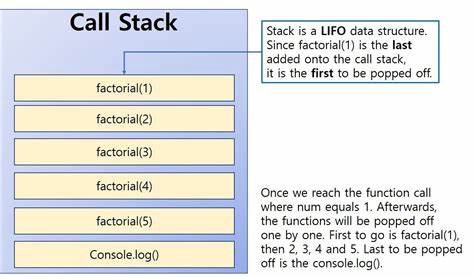 Call Stack
Stack is a LIFO data structure.
Since factorial(1) is the last
added onto the call stack,
it is the first to be popped off.
factorial(1)
factorial(2)
factorial(3)
factorial(4)
factorial(5)
Console.log()
Once we reach the function call
where num equals 1. Afterwards,
the functions will be popped off
one by one. First to go is factorial(1),
then 2, 3, 4 and 5. Last to be popped
off is the console.log().